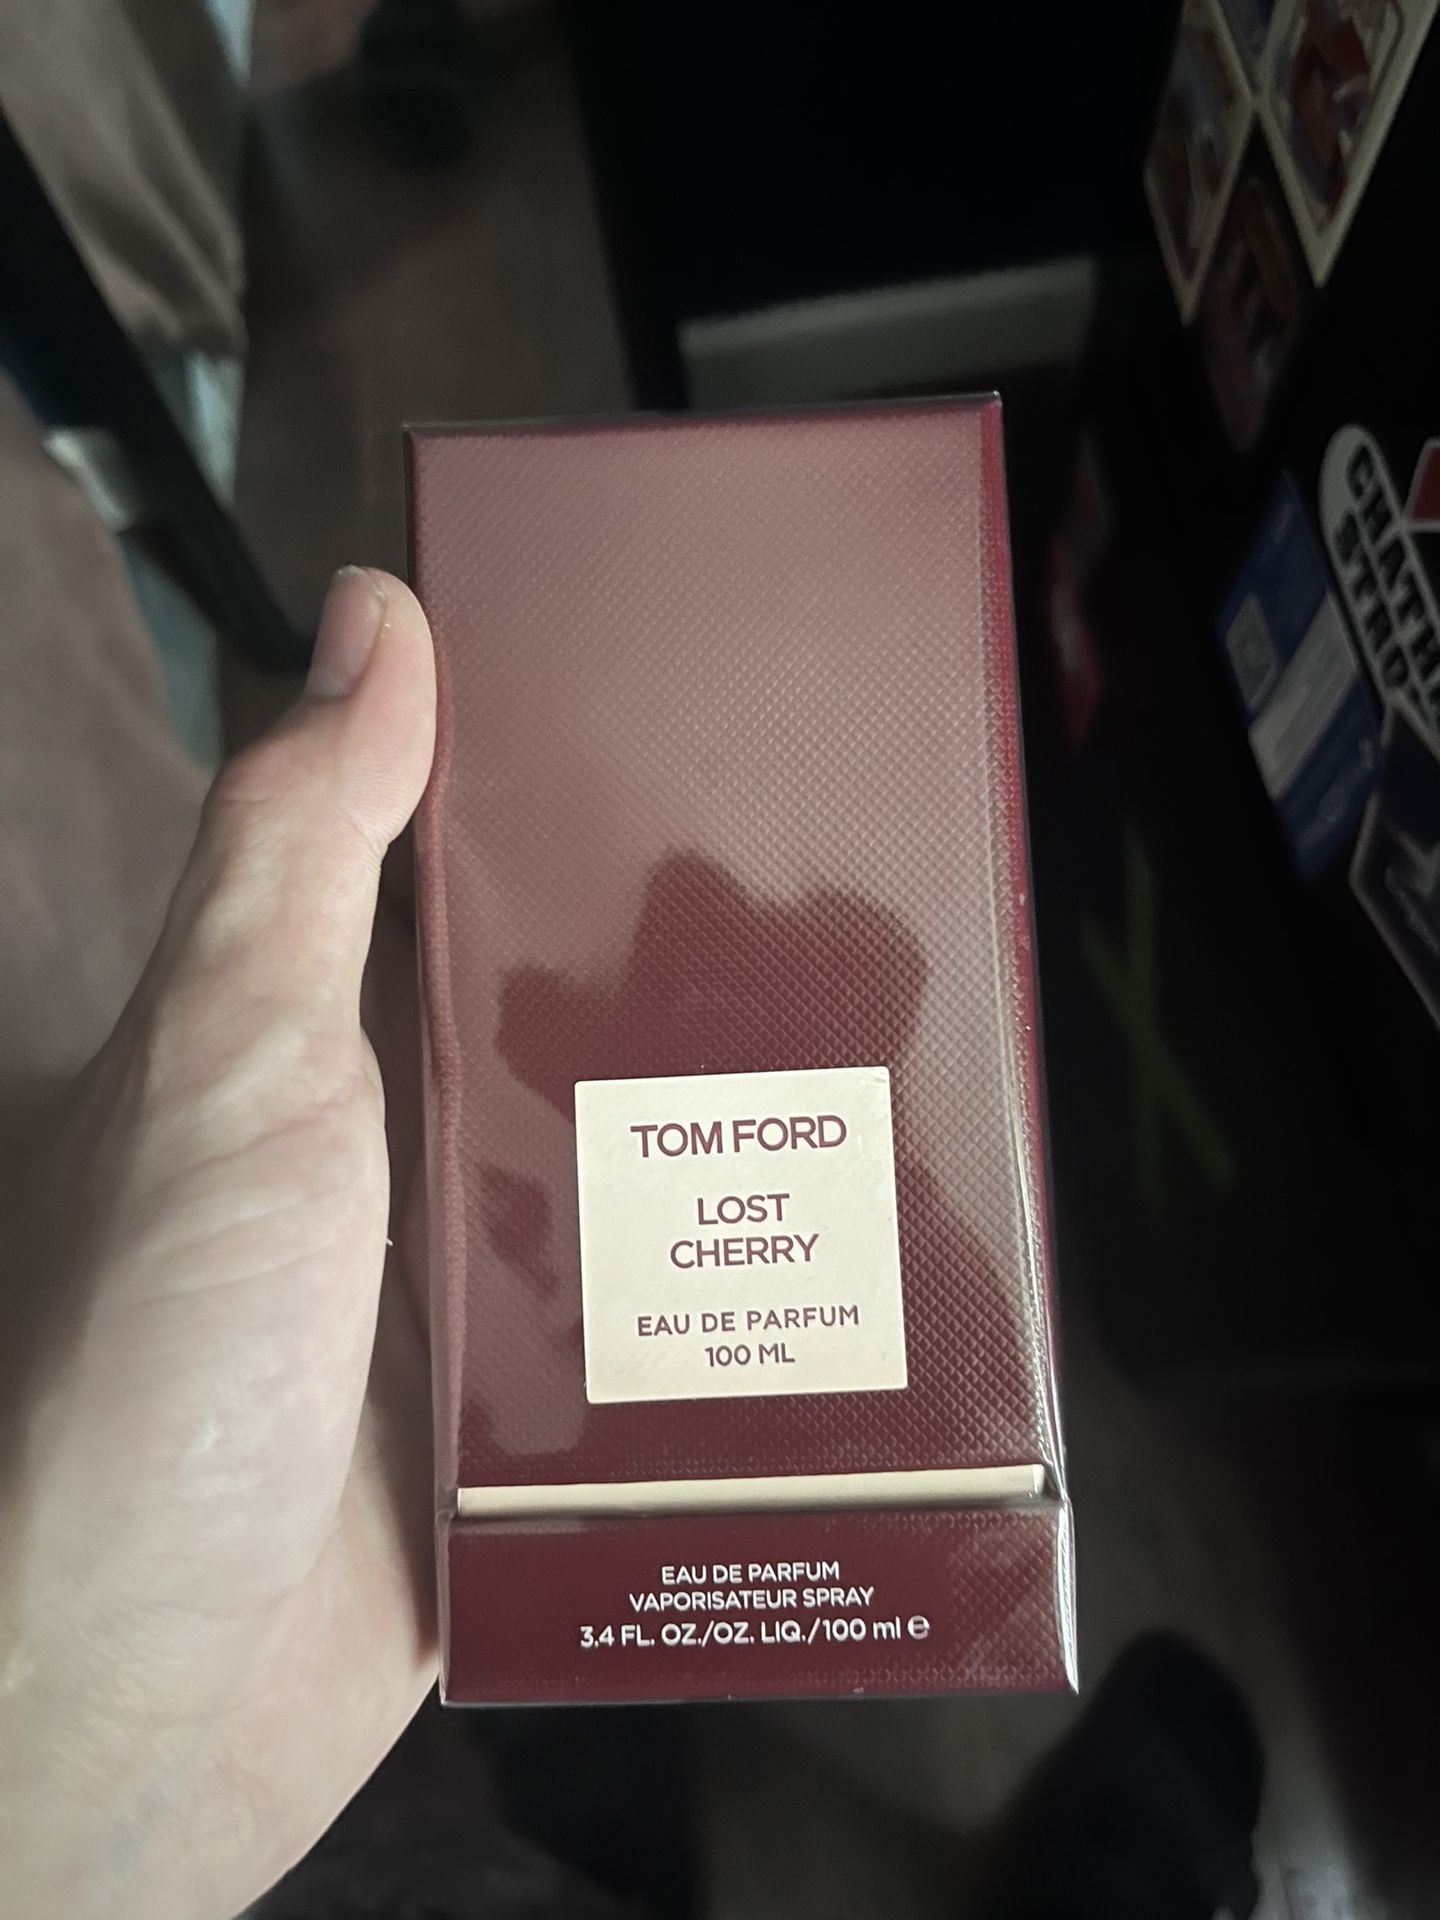 TOM FORD
LOST
CHERRY
EAU DE PARFUM
100 ML
EAU DE PARFUM
VAPORISATEUR SPRAY
3,4 FL. OZ./OZ. LIQ./100 ml ℮